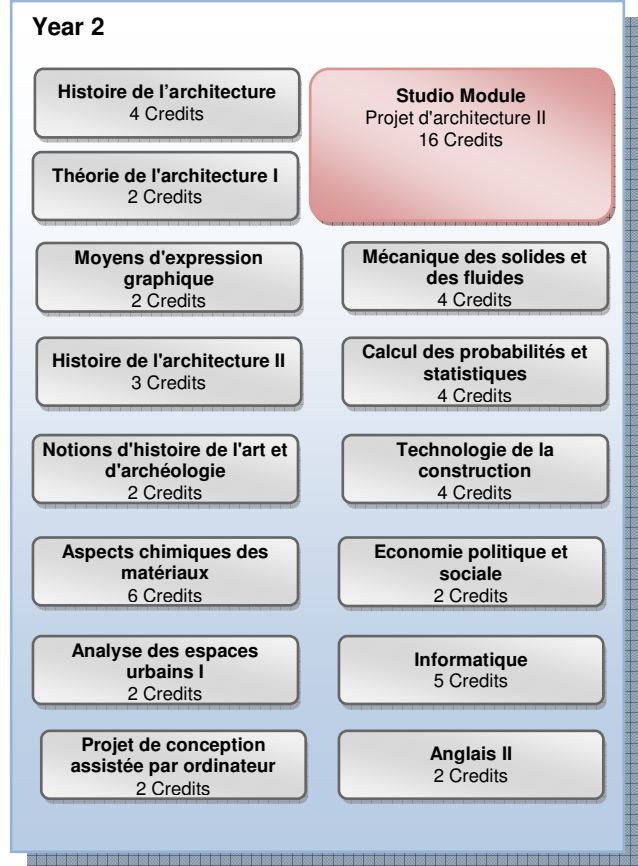 Year 2
Histoire de l’architecture
4 Credits
Studio Module
Projet d'architecture II
16 Credits
Théorie de l'architecture I
2 Credits
Moyens d'expression
graphique
2 Credits
Mécanique des solides et
des fluides
4 Credits
Histoire de l'architecture II
3 Credits
Calcul des probabilités et
statistiques
4 Credits
Notions d'histoire de l'art et
d'archéologie
2 Credits
Technologie de la
construction
4 Credits
Aspects chimiques des
matériaux
6 Credits
Economie politique et
sociale
2 Credits
Analyse des espaces
urbains I
2 Credits
Informatique
5 Credits
Projet de conception
assistée par ordinateur
2 Credits
Anglais II
2 Credits